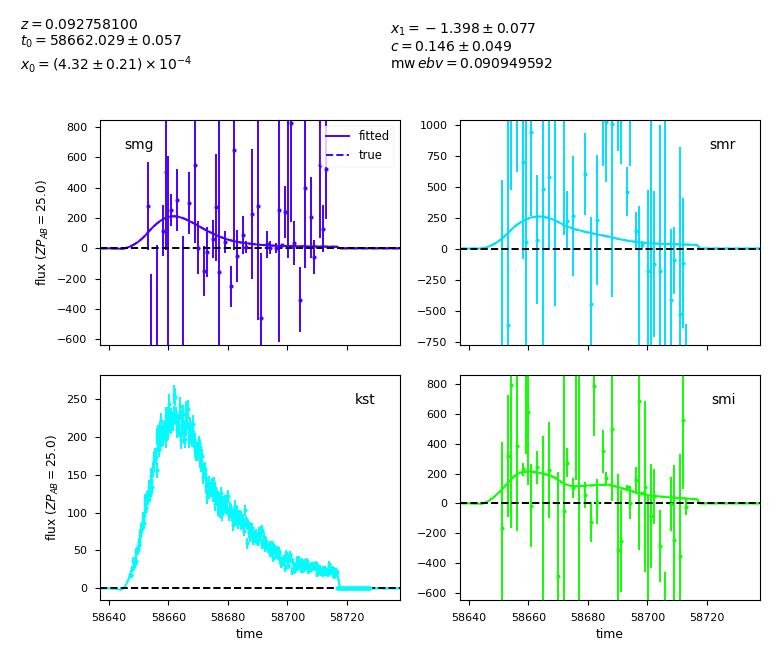 z = 0.092758100
t₀ = 58662.029 ± 0.057
x₀ = (4.32 ± 0.21) × 10⁻⁴
x₁ = −1.398 ± 0.077
c = 0.146 ± 0.049
mw ebv = 0.090949592
smg
fitted
true
flux (ZP_AB = 25.0)
800
600
400
200
0
−200
−400
−600
smr
1000
750
500
250
0
−250
−500
−750
kst
flux (ZP_AB = 25.0)
250
200
150
100
50
0
58640 58660 58680 58700 58720
time
smi
800
600
400
200
0
−200
−400
−600
58640 58660 58680 58700 58720
time